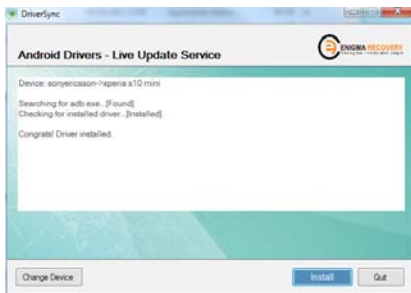 DriverSync
Android Drivers - Live Update Service
ENIGMA RECOVERY
Device: sonyericsson->xperia x10 mini
Searching for adb.exe...[Found]
Checking for installed driver...[Installed]
Congrats! Driver installed.
Change Device
Install
Quit